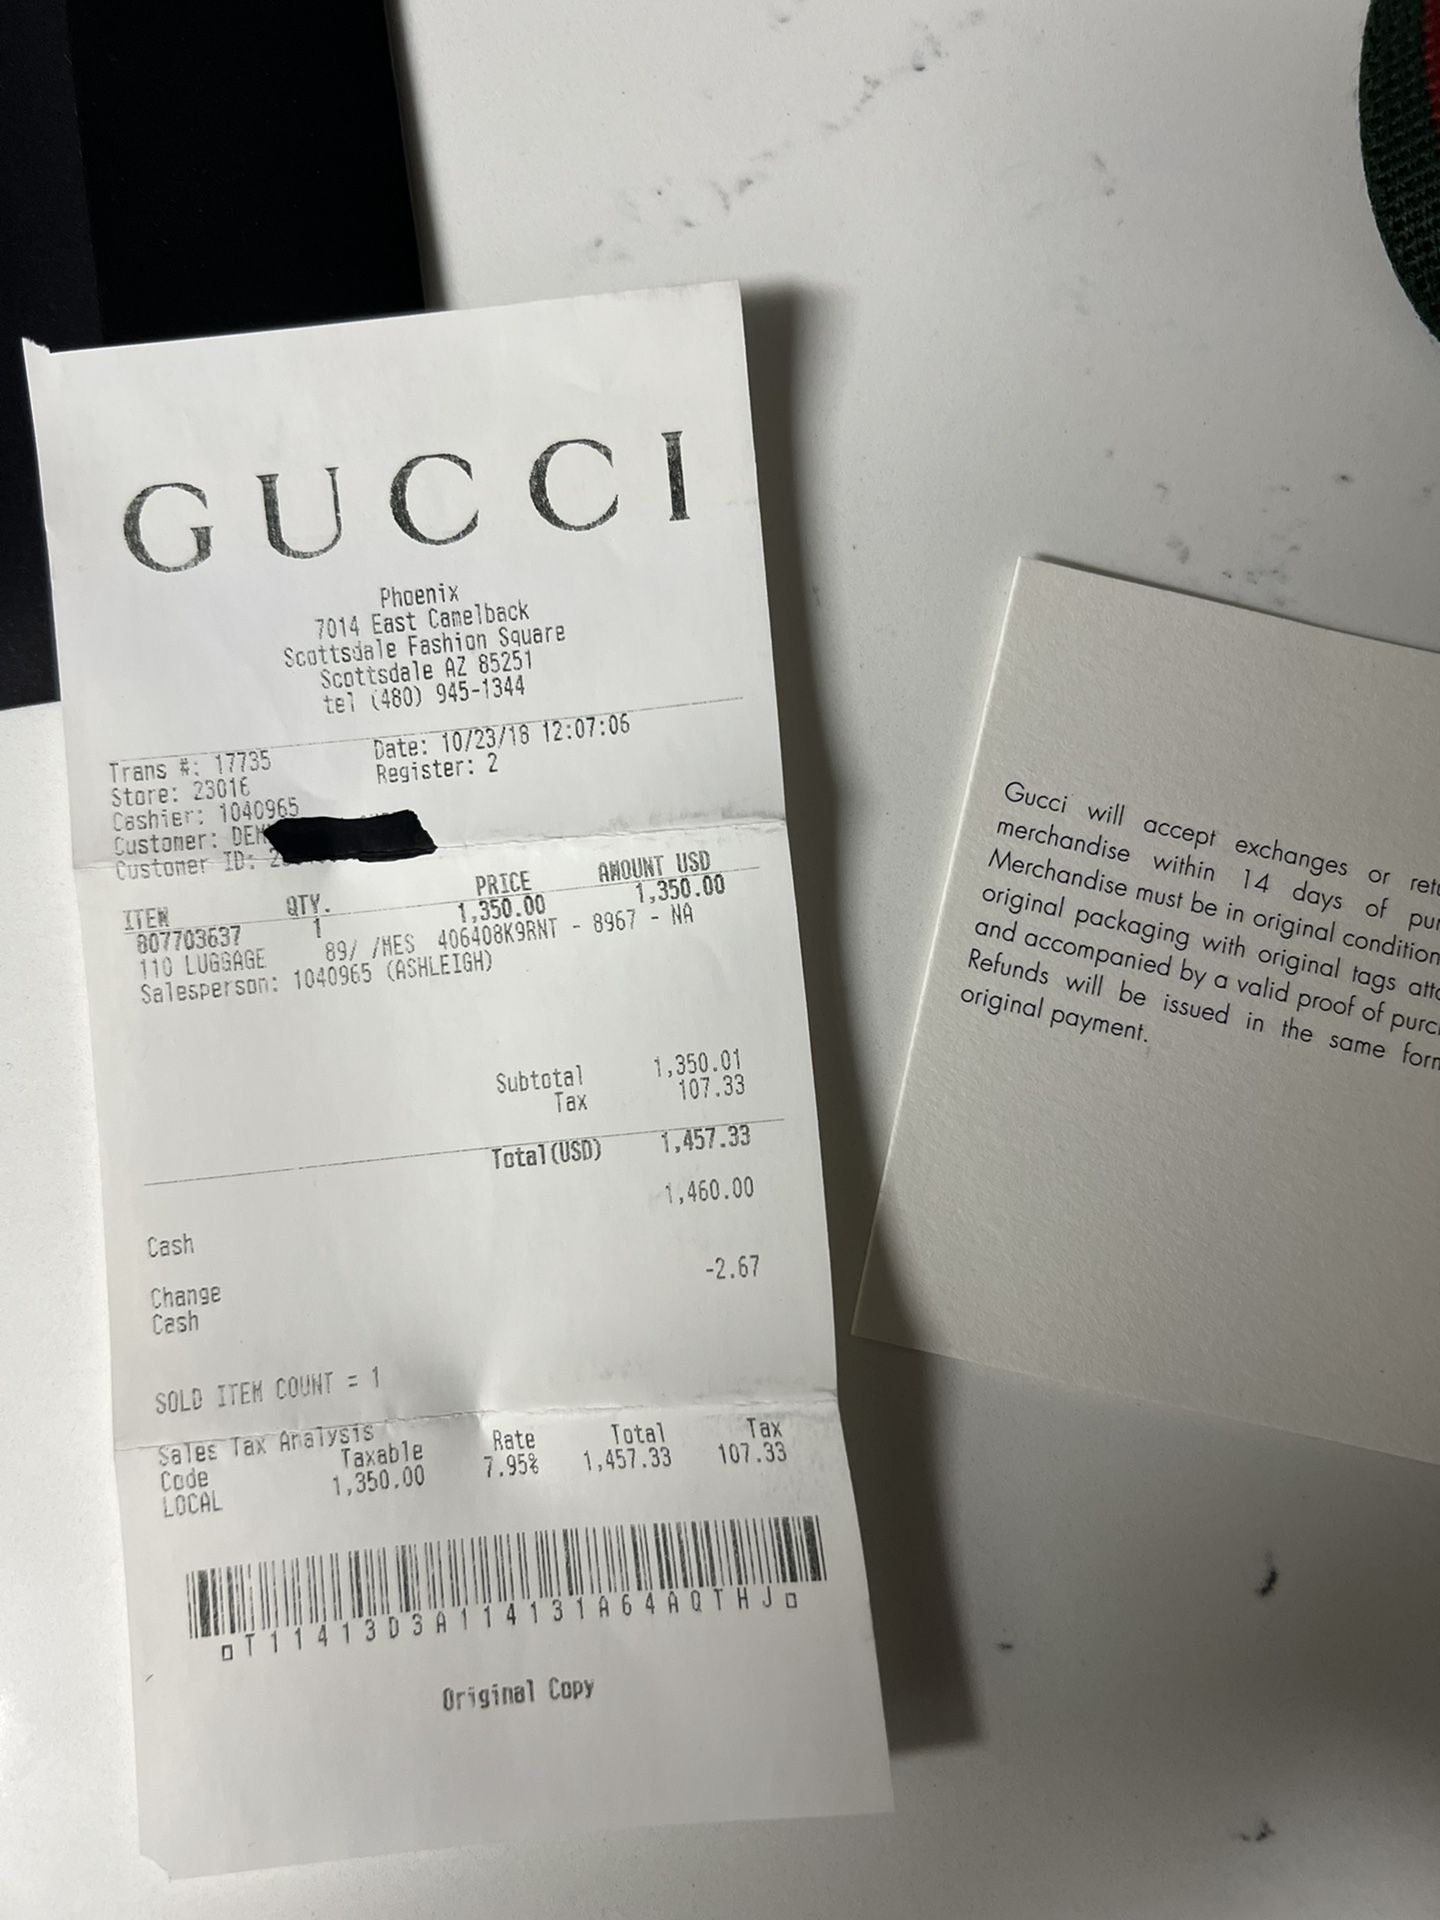 GUCCI
Phoenix
7014 East Camelback
Scottsdale Fashion Square
Scottsdale AZ 85251
tel (480) 945-1344
Trans #: 17735 Date: 10/23/18 12:07:06
Store: 23016 Register: 2
Cashier: 1040965
Customer:
Customer ID:
ITEM QTY. PRICE AMOUNT USD
807703637 1 1,350.00 1,350.00
110 LUGGAGE 89/ /MES 406408K9RNT - 8967 - NA
Salesperson: 1040965 (ASHLEIGH)
Subtotal 1,350.01
Tax 107.33
Total(USD) 1,457.33
1,460.00
Cash
-2.67
Change
Cash
SOLD ITEM COUNT = 1
Sales Tax Analysis
Code Taxable Rate Total Tax
LOCAL 1,350.00 7.95% 1,457.33 107.33
T11413D3A114131A64AQTHJ
Original Copy
Gucci will accept exchanges or
merchandise within 14 days of
Merchandise must be in original condition
original packaging with original tags
and accompanied by a valid proof of
Refunds will be issued in the same
original payment.